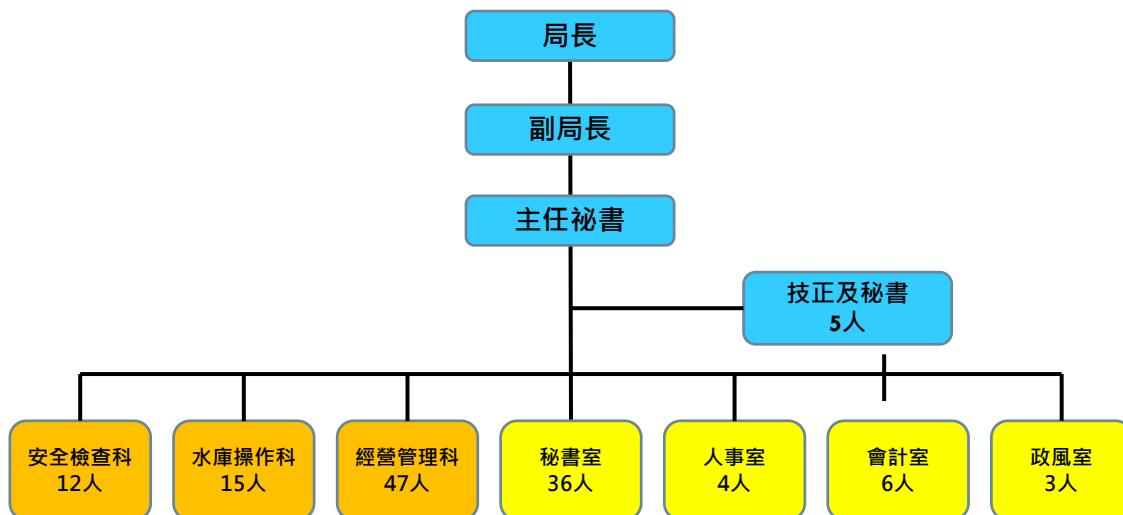 局長
副局長
主任祕書
技正及秘書
5人
安全檢查科
12人
水庫操作科
15人
經營管理科
47人
秘書室
36人
人事室
4人
會計室
6人
政風室
3人